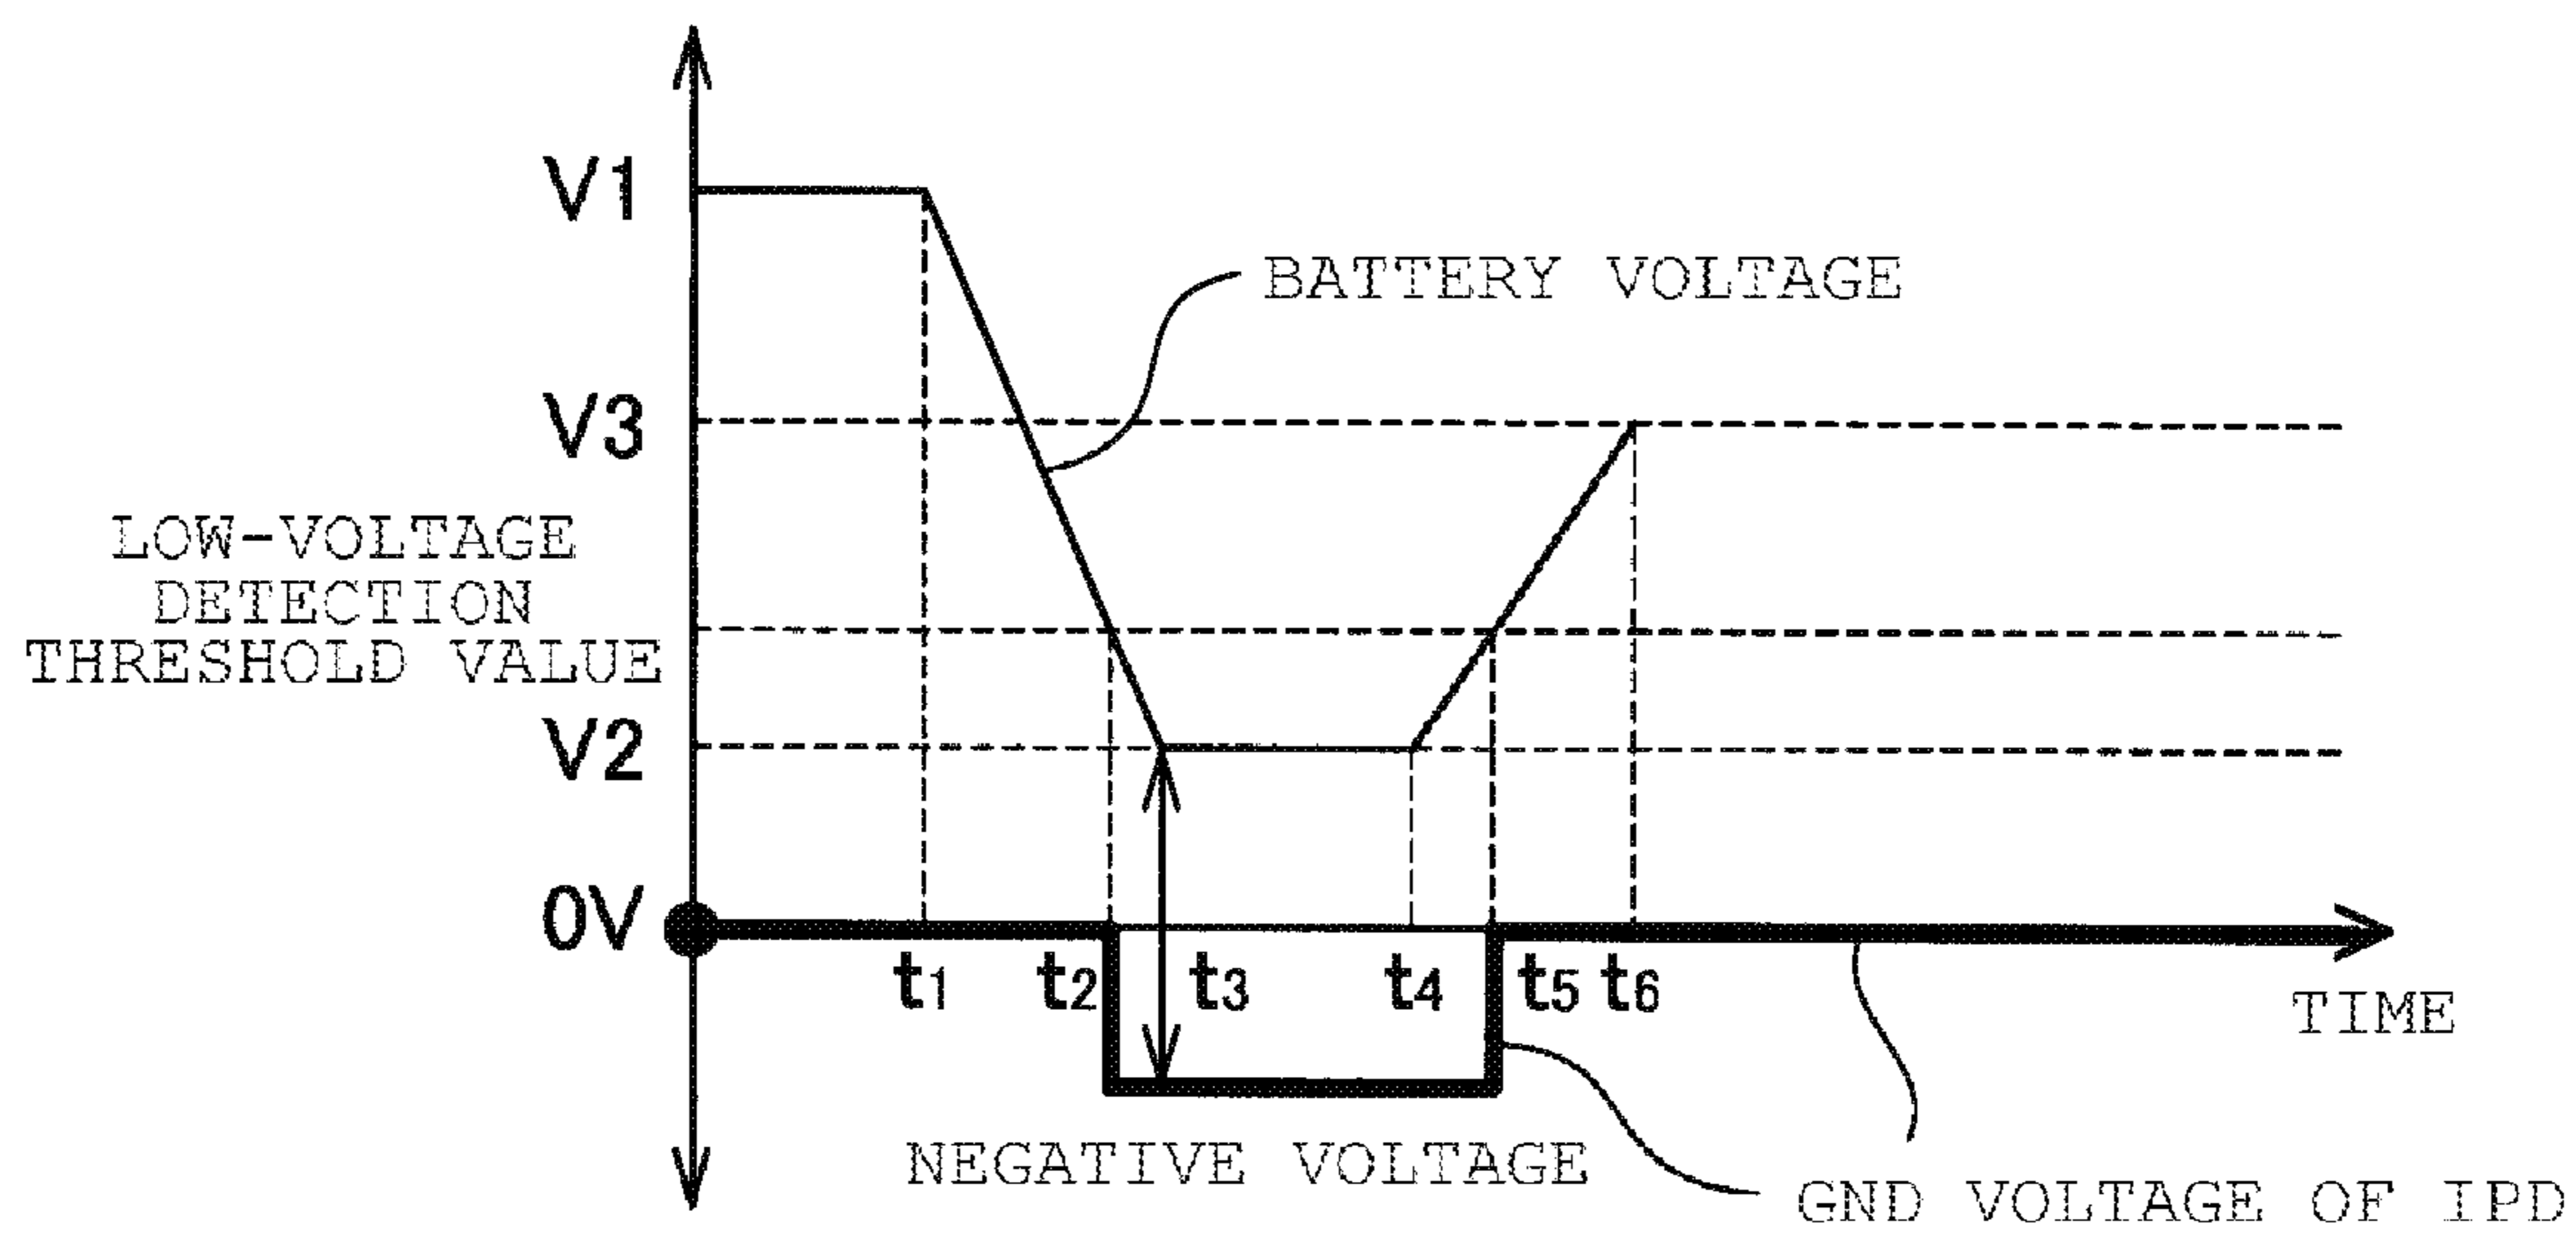 V1
BATTERY VOLTAGE
V3
LOW-VOLTAGE
DETECTION
THRESHOLD VALUE
V2
0V
t1
t2
t3
t4
t5
t6
TIME
NEGATIVE VOLTAGE
GND VOLTAGE OF IPD